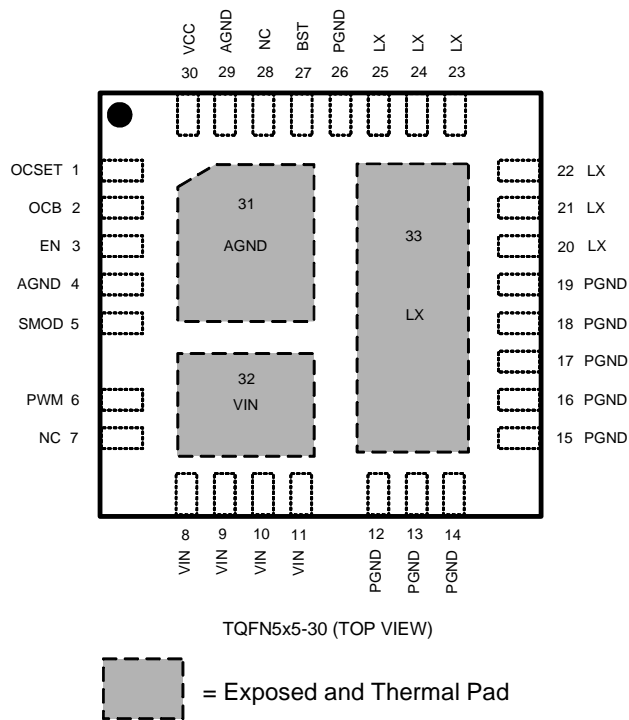 VCC AGND NC BST PGND LX LX LX
30 29 28 27 26 25 24 23
OCSET 1
OCB 2
EN 3
AGND 4
SMOD 5
PWM 6
NC 7
31
AGND
32
VIN
33
LX
22 LX
21 LX
20 LX
19 PGND
18 PGND
17 PGND
16 PGND
15 PGND
8 9 10 11 12 13 14
VIN VIN VIN VIN PGND PGND PGND
TQFN5x5-30 (TOP VIEW)
= Exposed and Thermal Pad